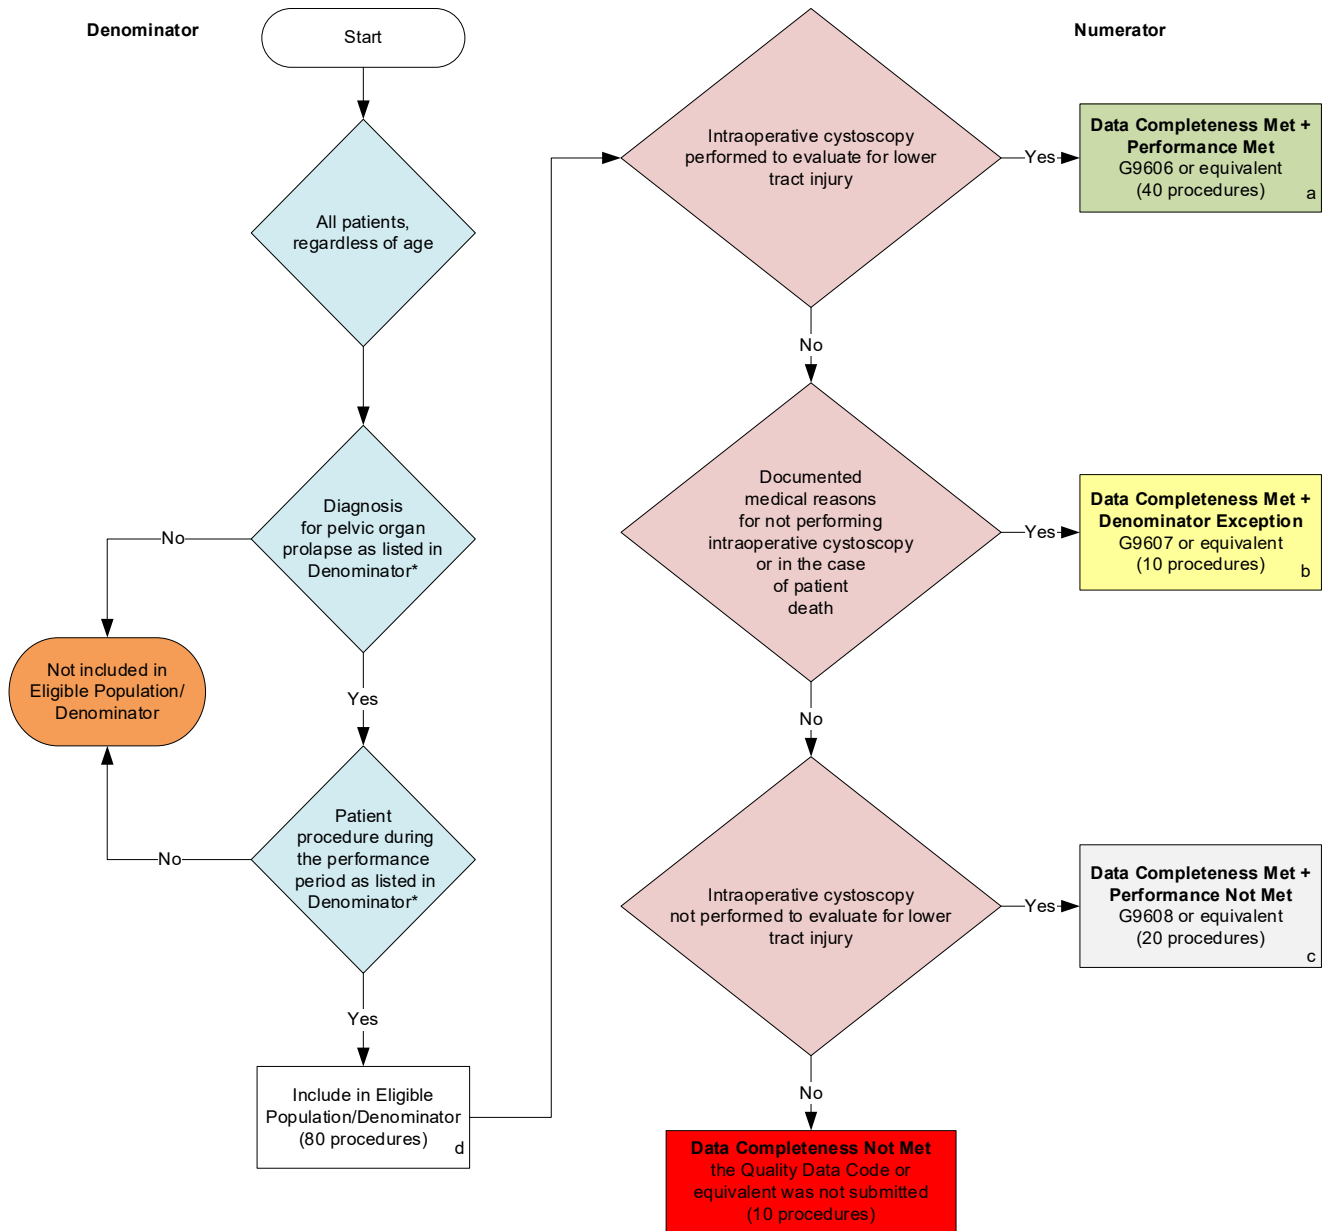 Denominator
Start
All patients,
regardless of age
Diagnosis
for pelvic organ
prolapse as listed in
Denominator*
No
Not included in
Eligible Population/
Denominator
Yes
Patient
procedure during
the performance
period as listed in
Denominator*
No
Yes
Include in Eligible
Population/Denominator
(80 procedures)
d
Numerator
Intraoperative cystoscopy
performed to evaluate for lower
tract injury
Yes
Data Completeness Met +
Performance Met
G9606 or equivalent
(40 procedures)
a
No
Documented
medical reasons
for not performing
intraoperative cystoscopy
or in the case
of patient
death
Yes
Data Completeness Met +
Denominator Exception
G9607 or equivalent
(10 procedures)
b
No
Intraoperative cystoscopy
not performed to evaluate for lower
tract injury
Yes
Data Completeness Met +
Performance Not Met
G9608 or equivalent
(20 procedures)
c
No
Data Completeness Not Met
the Quality Data Code or
equivalent was not submitted
(10 procedures)